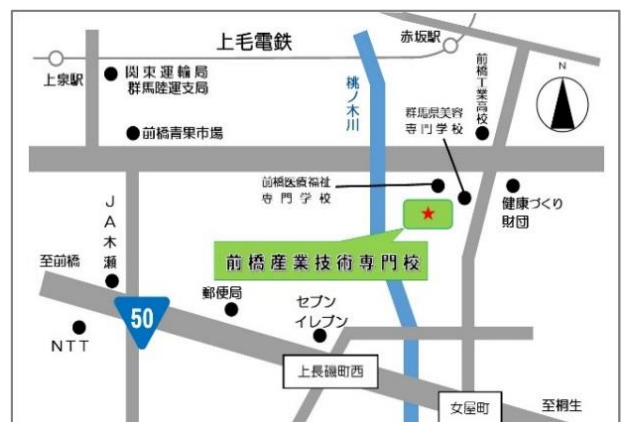 上毛電鉄
赤坂駅
上泉駅
関東運輸局
群馬陸運支局
前橋青果市場
桃ノ木川
前橋工業高校
群馬県美容
専門学校
N
前橋医療福祉
専門学校
健康づくり
財団
JA木瀬
前橋産業技術専門校
至前橋
50
郵便局
セブン
イレブン
NTT
上長磯町西
女屋町
至桐生